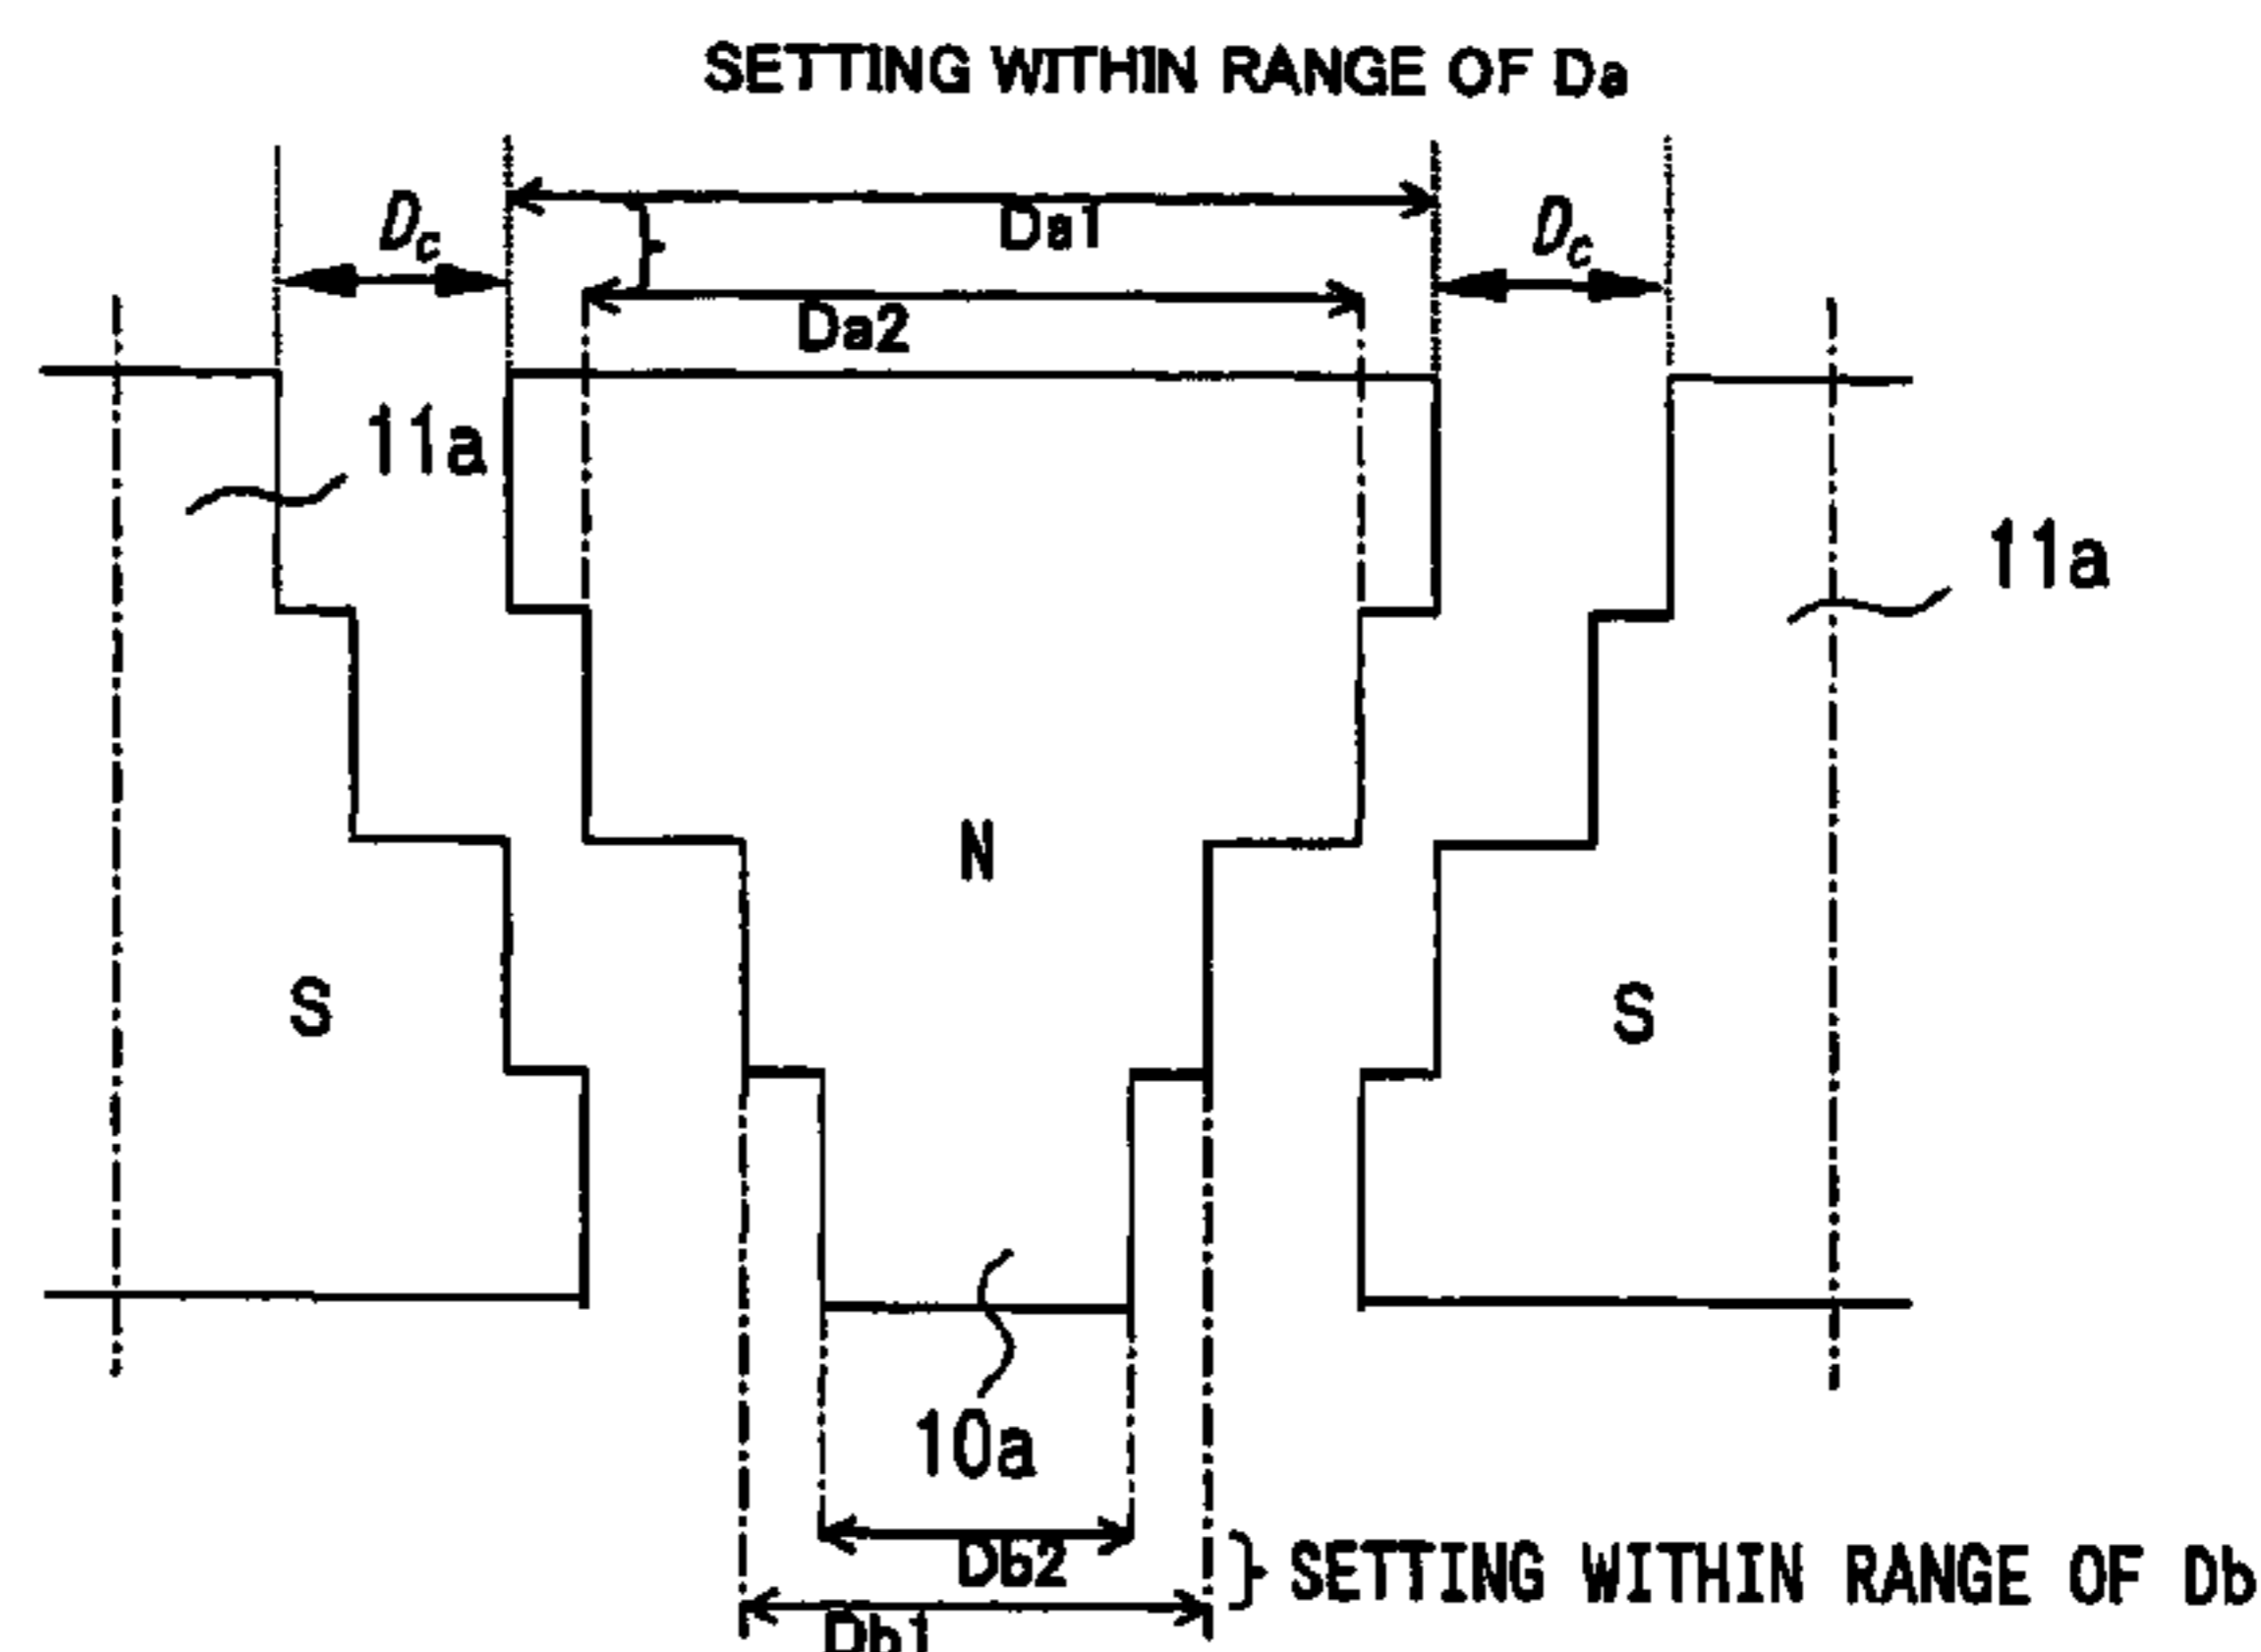 SETTING WITHIN RANGE OF Da
Dc
Da1
Dc
Da2
11a
11a
N
S
S
10a
Db2
SETTING WITHIN RANGE OF Db
Db1